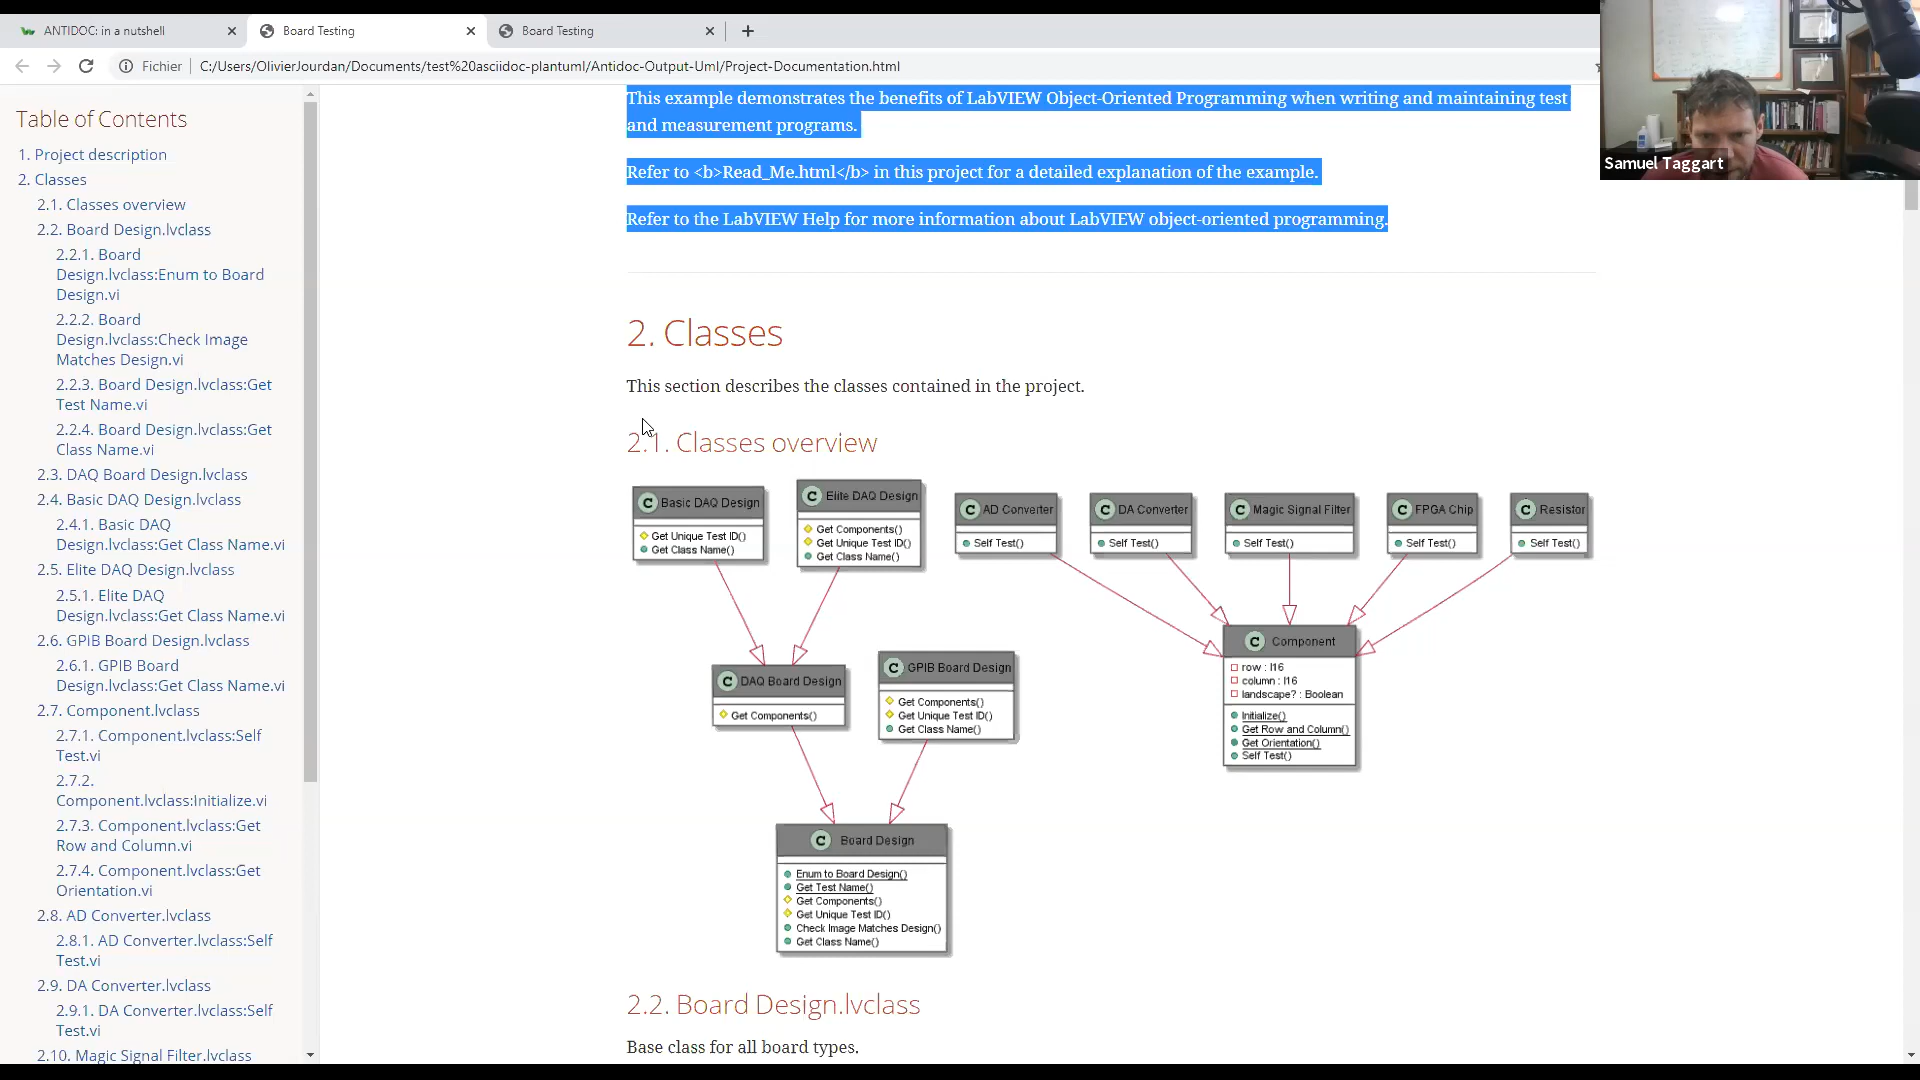 ANTIDOC: in a nutshell
Board Testing
Board Testing
Fichier
C:/Users/OlivierJourdan/Documents/test%20asciidoc-plantuml/Antidoc-Output-Uml/Project-Documentation.html
Samuel Taggart
Table of Contents
1. Project description
2. Classes
2.1. Classes overview
2.2. Board Design.lvclass
2.2.1. Board
Design.lvclass:Enum to Board
Design.vi
2.2.2. Board
Design.lvclass:Check Image
Matches Design.vi
2.2.3. Board Design.lvclass:Get
Test Name.vi
2.2.4. Board Design.lvclass:Get
Class Name.vi
2.3. DAQ Board Design.lvclass
2.4. Basic DAQ Design.lvclass
2.4.1. Basic DAQ
Design.lvclass:Get Class Name.vi
2.5. Elite DAQ Design.lvclass
2.5.1. Elite DAQ
Design.lvclass:Get Class Name.vi
2.6. GPIB Board Design.lvclass
2.6.1. GPIB Board
Design.lvclass:Get Class Name.vi
2.7. Component.lvclass
2.7.1. Component.lvclass:Self
Test.vi
2.7.2.
Component.lvclass:Initialize.vi
2.7.3. Component.lvclass:Get
Row and Column.vi
2.7.4. Component.lvclass:Get
Orientation.vi
2.8. AD Converter.lvclass
2.8.1. AD Converter.lvclass:Self
Test.vi
2.9. DA Converter.lvclass
2.9.1. DA Converter.lvclass:Self
Test.vi
2.10. Magic Signal Filter.lvclass
This example demonstrates the benefits of LabVIEW Object-Oriented Programming when writing and maintaining test
and measurement programs.
Refer to <b>Read_Me.html</b> in this project for a detailed explanation of the example.
Refer to the LabVIEW Help for more information about LabVIEW object-oriented programming.
2. Classes
This section describes the classes contained in the project.
2.1. Classes overview
C Basic DAQ Design
Get Unique Test ID()
Get Class Name()
C Elite DAQ Design
Get Components()
Get Unique Test ID()
Get Class Name()
C AD Converter
Self Test()
C DA Converter
Self Test()
C Magic Signal Filter
Self Test()
C FPGA Chip
Self Test()
C Resistor
Self Test()
C DAQ Board Design
Get Components()
C GPIB Board Design
Get Components()
Get Unique Test ID()
Get Class Name()
C Component
row : I16
column : I16
landscape? : Boolean
Initialize()
Get Row and Column()
Get Orientation()
Self Test()
C Board Design
Enum to Board Design()
Get Test Name()
Get Components()
Get Unique Test ID()
Check Image Matches Design()
Get Class Name()
2.2. Board Design.lvclass
Base class for all board types.